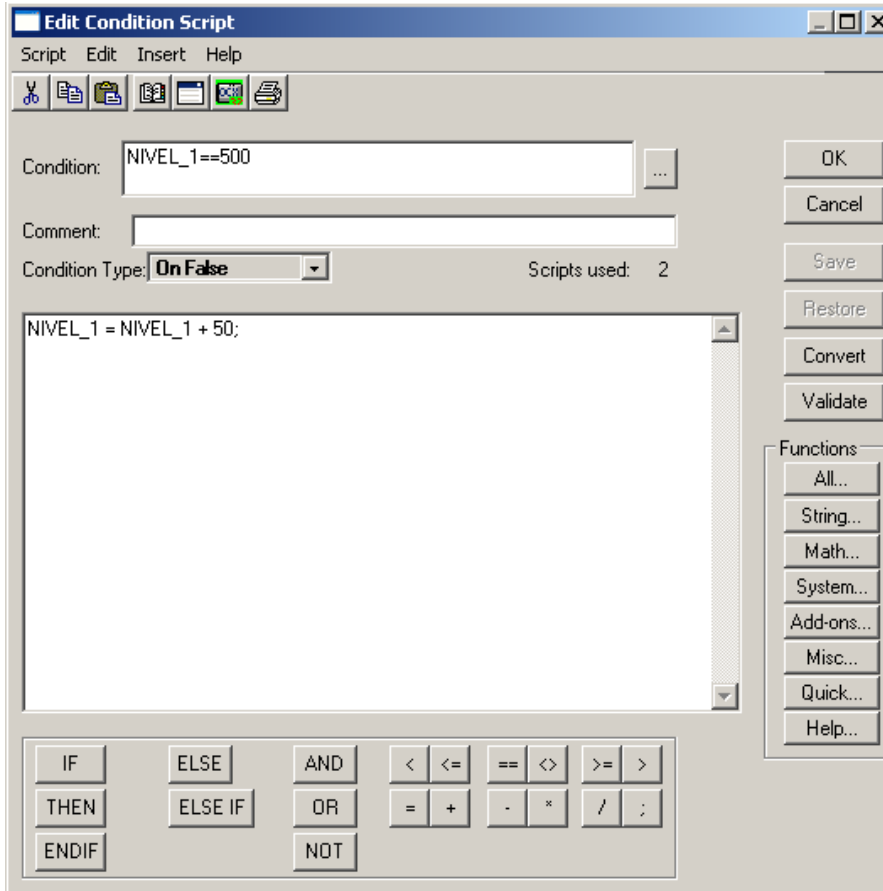 Edit Condition Script
Script Edit Insert Help
Condition: NIVEL_1==500 ...
OK
Cancel
Comment:
Condition Type: On False Scripts used: 2
Save
Restore
Convert
Validate
NIVEL_1 = NIVEL_1 + 50;
Functions
All...
String...
Math...
System...
Add-ons...
Misc...
Quick...
Help...
IF ELSE AND < <= == <> >= >
THEN ELSE IF OR = + - * / ;
ENDIF NOT